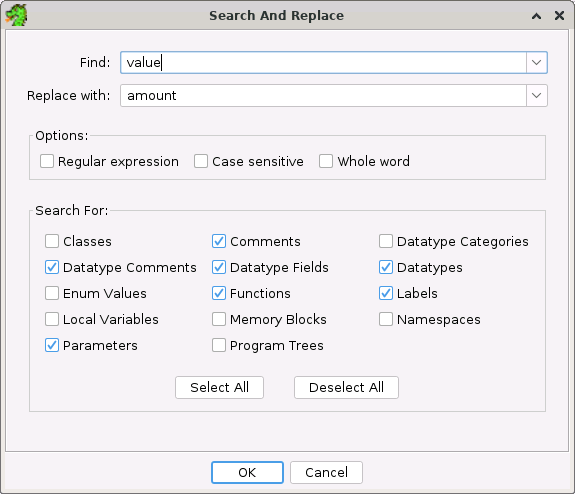 Search And Replace
Find: value
Replace with: amount
Options:
Regular expression Case sensitive Whole word
Search For:
Classes Comments Datatype Categories
Datatype Comments Datatype Fields Datatypes
Enum Values Functions Labels
Local Variables Memory Blocks Namespaces
Parameters Program Trees
Select All Deselect All
OK Cancel